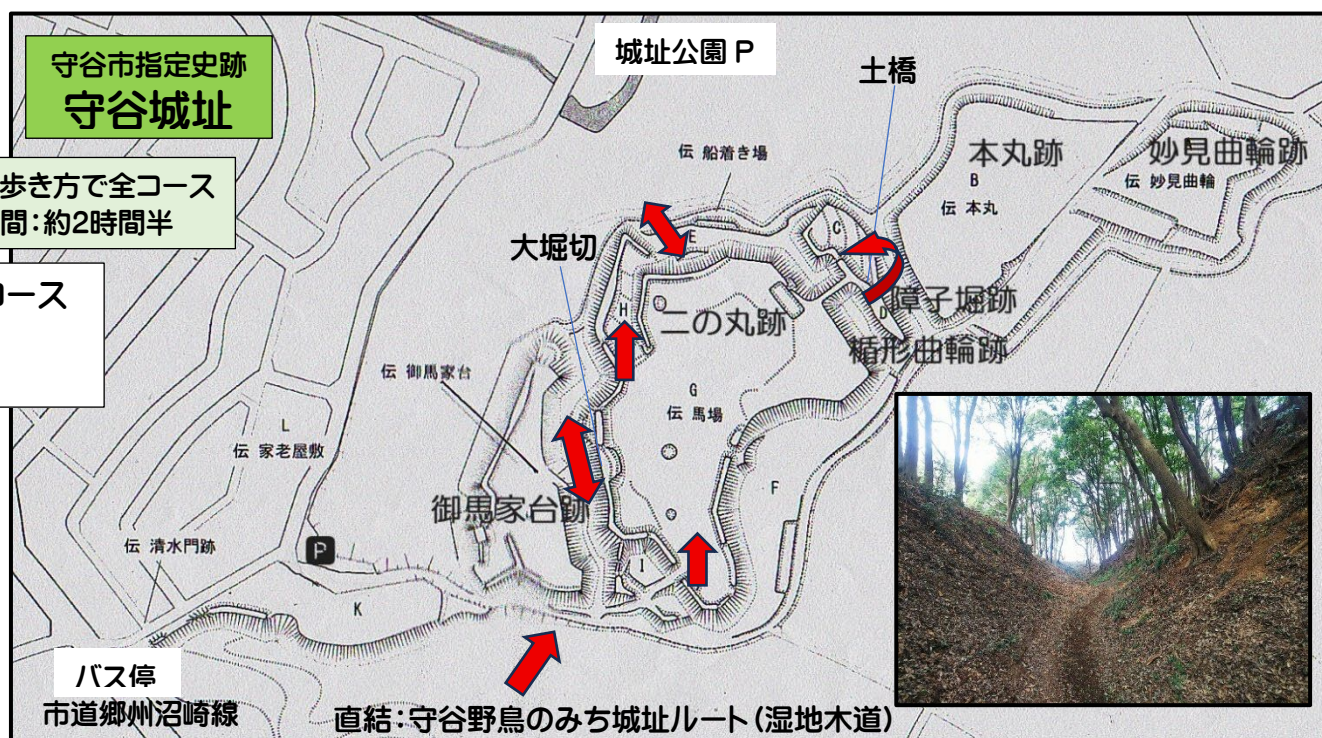 守谷市指定史跡
守谷城址
歩き方で全コース
間：約2時間半
コース
城址公園 P
土橋
伝 船着き場
本丸跡
B
伝 本丸
妙見曲輪跡
伝 妙見曲輪
大堀切
E
C
H
二の丸跡
D
障子堀跡
楯形曲輪跡
伝 御馬家台
G
伝 馬場
L
伝 家老屋敷
御馬家台跡
F
伝 清水門跡
P
I
K
バス停
市道郷州沼崎線
直結：守谷野鳥のみち城址ルート（湿地木道）